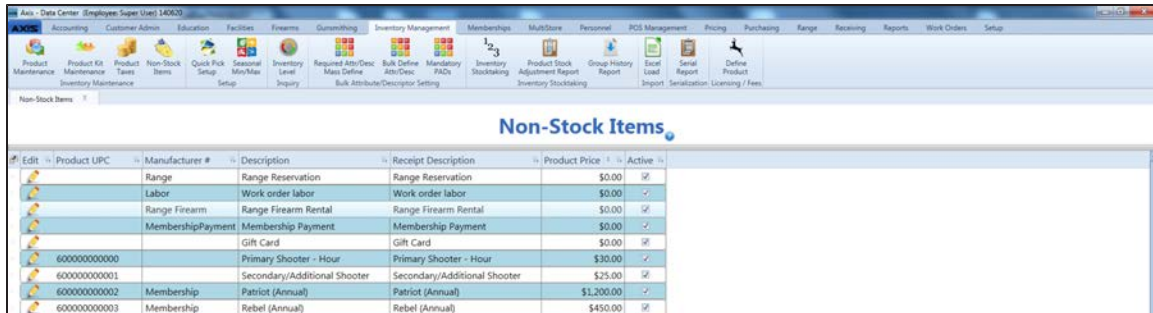 Axis - Data Center (Employee: Super User) 140620
AXIS Accounting Customer Admin Education Facilities Firearms Gunsmithing Inventory Management Memberships MultiStore Personnel POS Management Pricing Purchasing Range Receiving Reports Work Orders Setup
Product Maintenance Product Kit Maintenance Product Taxes Non-Stock Items Quick Pick Setup Seasonal Min/Max Inventory Level Required Attr/Desc Mass Define Bulk Define Attr/Desc Mandatory PADs 123 Inventory Stocktaking Product Stock Adjustment Report Group History Report Excel Load Serial Report Define Product
Inventory Maintenance Setup Inquiry Bulk Attribute/Descriptor Setting Inventory Stocktaking Import Serialization Licensing / Fees
Non-Stock Items X
Non-Stock Items ?
Edit Product UPC Manufacturer # Description Receipt Description Product Price 1 Active
Range Range Reservation Range Reservation $0.00
Labor Work order labor Work order labor $0.00
Range Firearm Range Firearm Rental Range Firearm Rental $0.00
MembershipPayment Membership Payment Membership Payment $0.00
Gift Card Gift Card $0.00
600000000000 Primary Shooter - Hour Primary Shooter - Hour $30.00
600000000001 Secondary/Additional Shooter Secondary/Additional Shooter $25.00
600000000002 Membership Patriot (Annual) Patriot (Annual) $1,200.00
600000000003 Membership Rebel (Annual) Rebel (Annual) $450.00